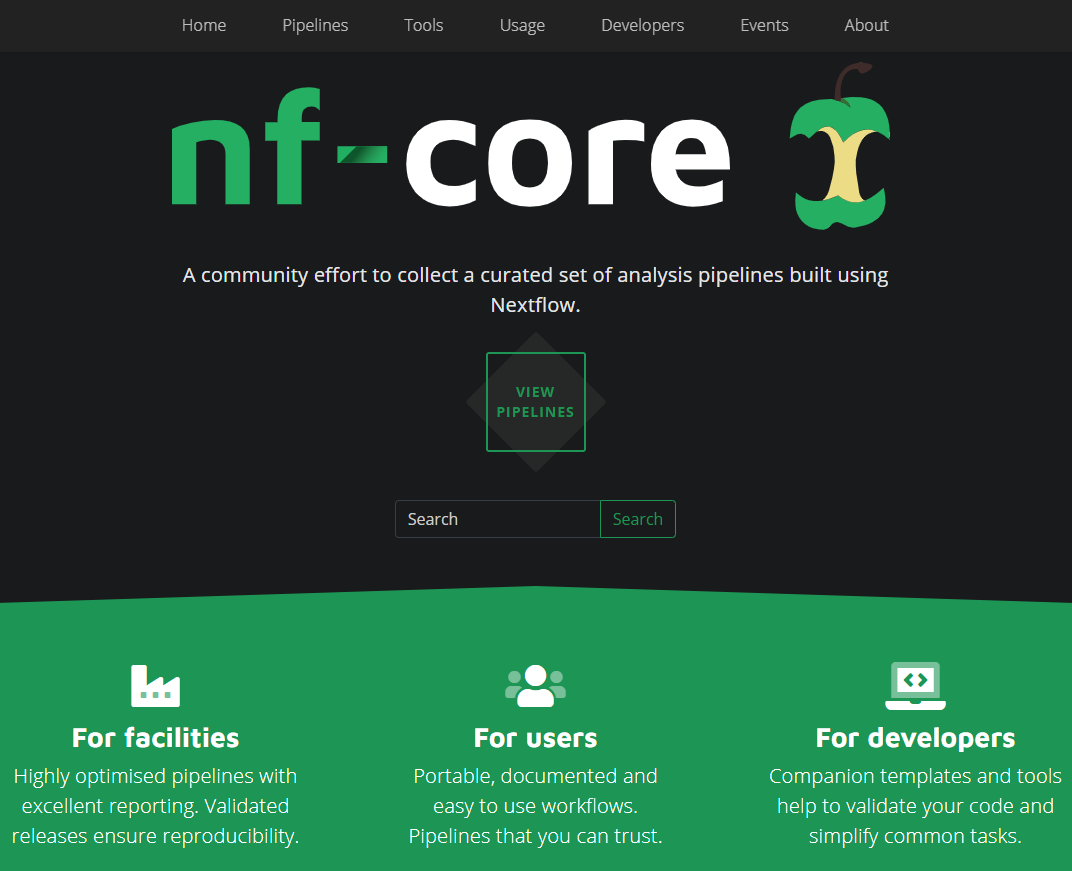 Home Pipelines Tools Usage Developers Events About
nf-core
A community effort to collect a curated set of analysis pipelines built using
Nextflow.
VIEW
PIPELINES
Search Search
For facilities
Highly optimised pipelines with
excellent reporting. Validated
releases ensure reproducibility.
For users
Portable, documented and
easy to use workflows.
Pipelines that you can trust.
For developers
Companion templates and tools
help to validate your code and
simplify common tasks.